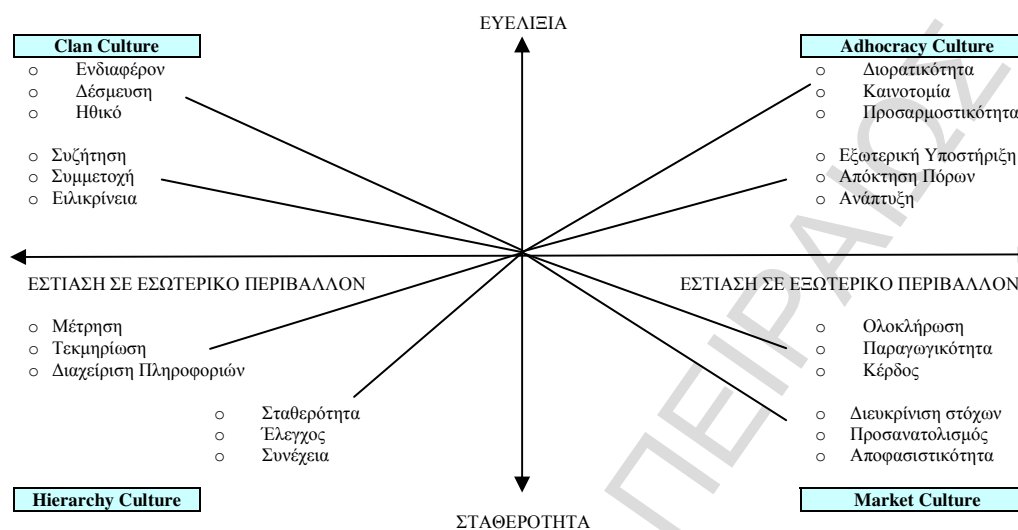 ΕΥΕΛΙΞΙΑ
Clan Culture
o Ενδιαφέρον
o Δέσμευση
o Ηθικό
o Συζήτηση
o Συμμετοχή
o Ειλικρίνεια
Adhocracy Culture
o Διορατικότητα
o Καινοτομία
o Προσαρμοστικότητα
o Εξωτερική Υποστήριξη
o Απόκτηση Πόρων
o Ανάπτυξη
ΕΣΤΙΑΣΗ ΣΕ ΕΣΩΤΕΡΙΚΟ ΠΕΡΙΒΑΛΛΟΝ
ΕΣΤΙΑΣΗ ΣΕ ΕΞΩΤΕΡΙΚΟ ΠΕΡΙΒΑΛΛΟΝ
o Μέτρηση
o Τεκμηρίωση
o Διαχείριση Πληροφοριών
o Σταθερότητα
o Έλεγχος
o Συνέχεια
Hierarchy Culture
o Ολοκλήρωση
o Παραγωγικότητα
o Κέρδος
o Διευκρίνιση στόχων
o Προσανατολισμός
o Αποφασιστικότητα
Market Culture
ΣΤΑΘΕΡΟΤΗΤΑ
ΠΕΙΡΑΙΩΣ